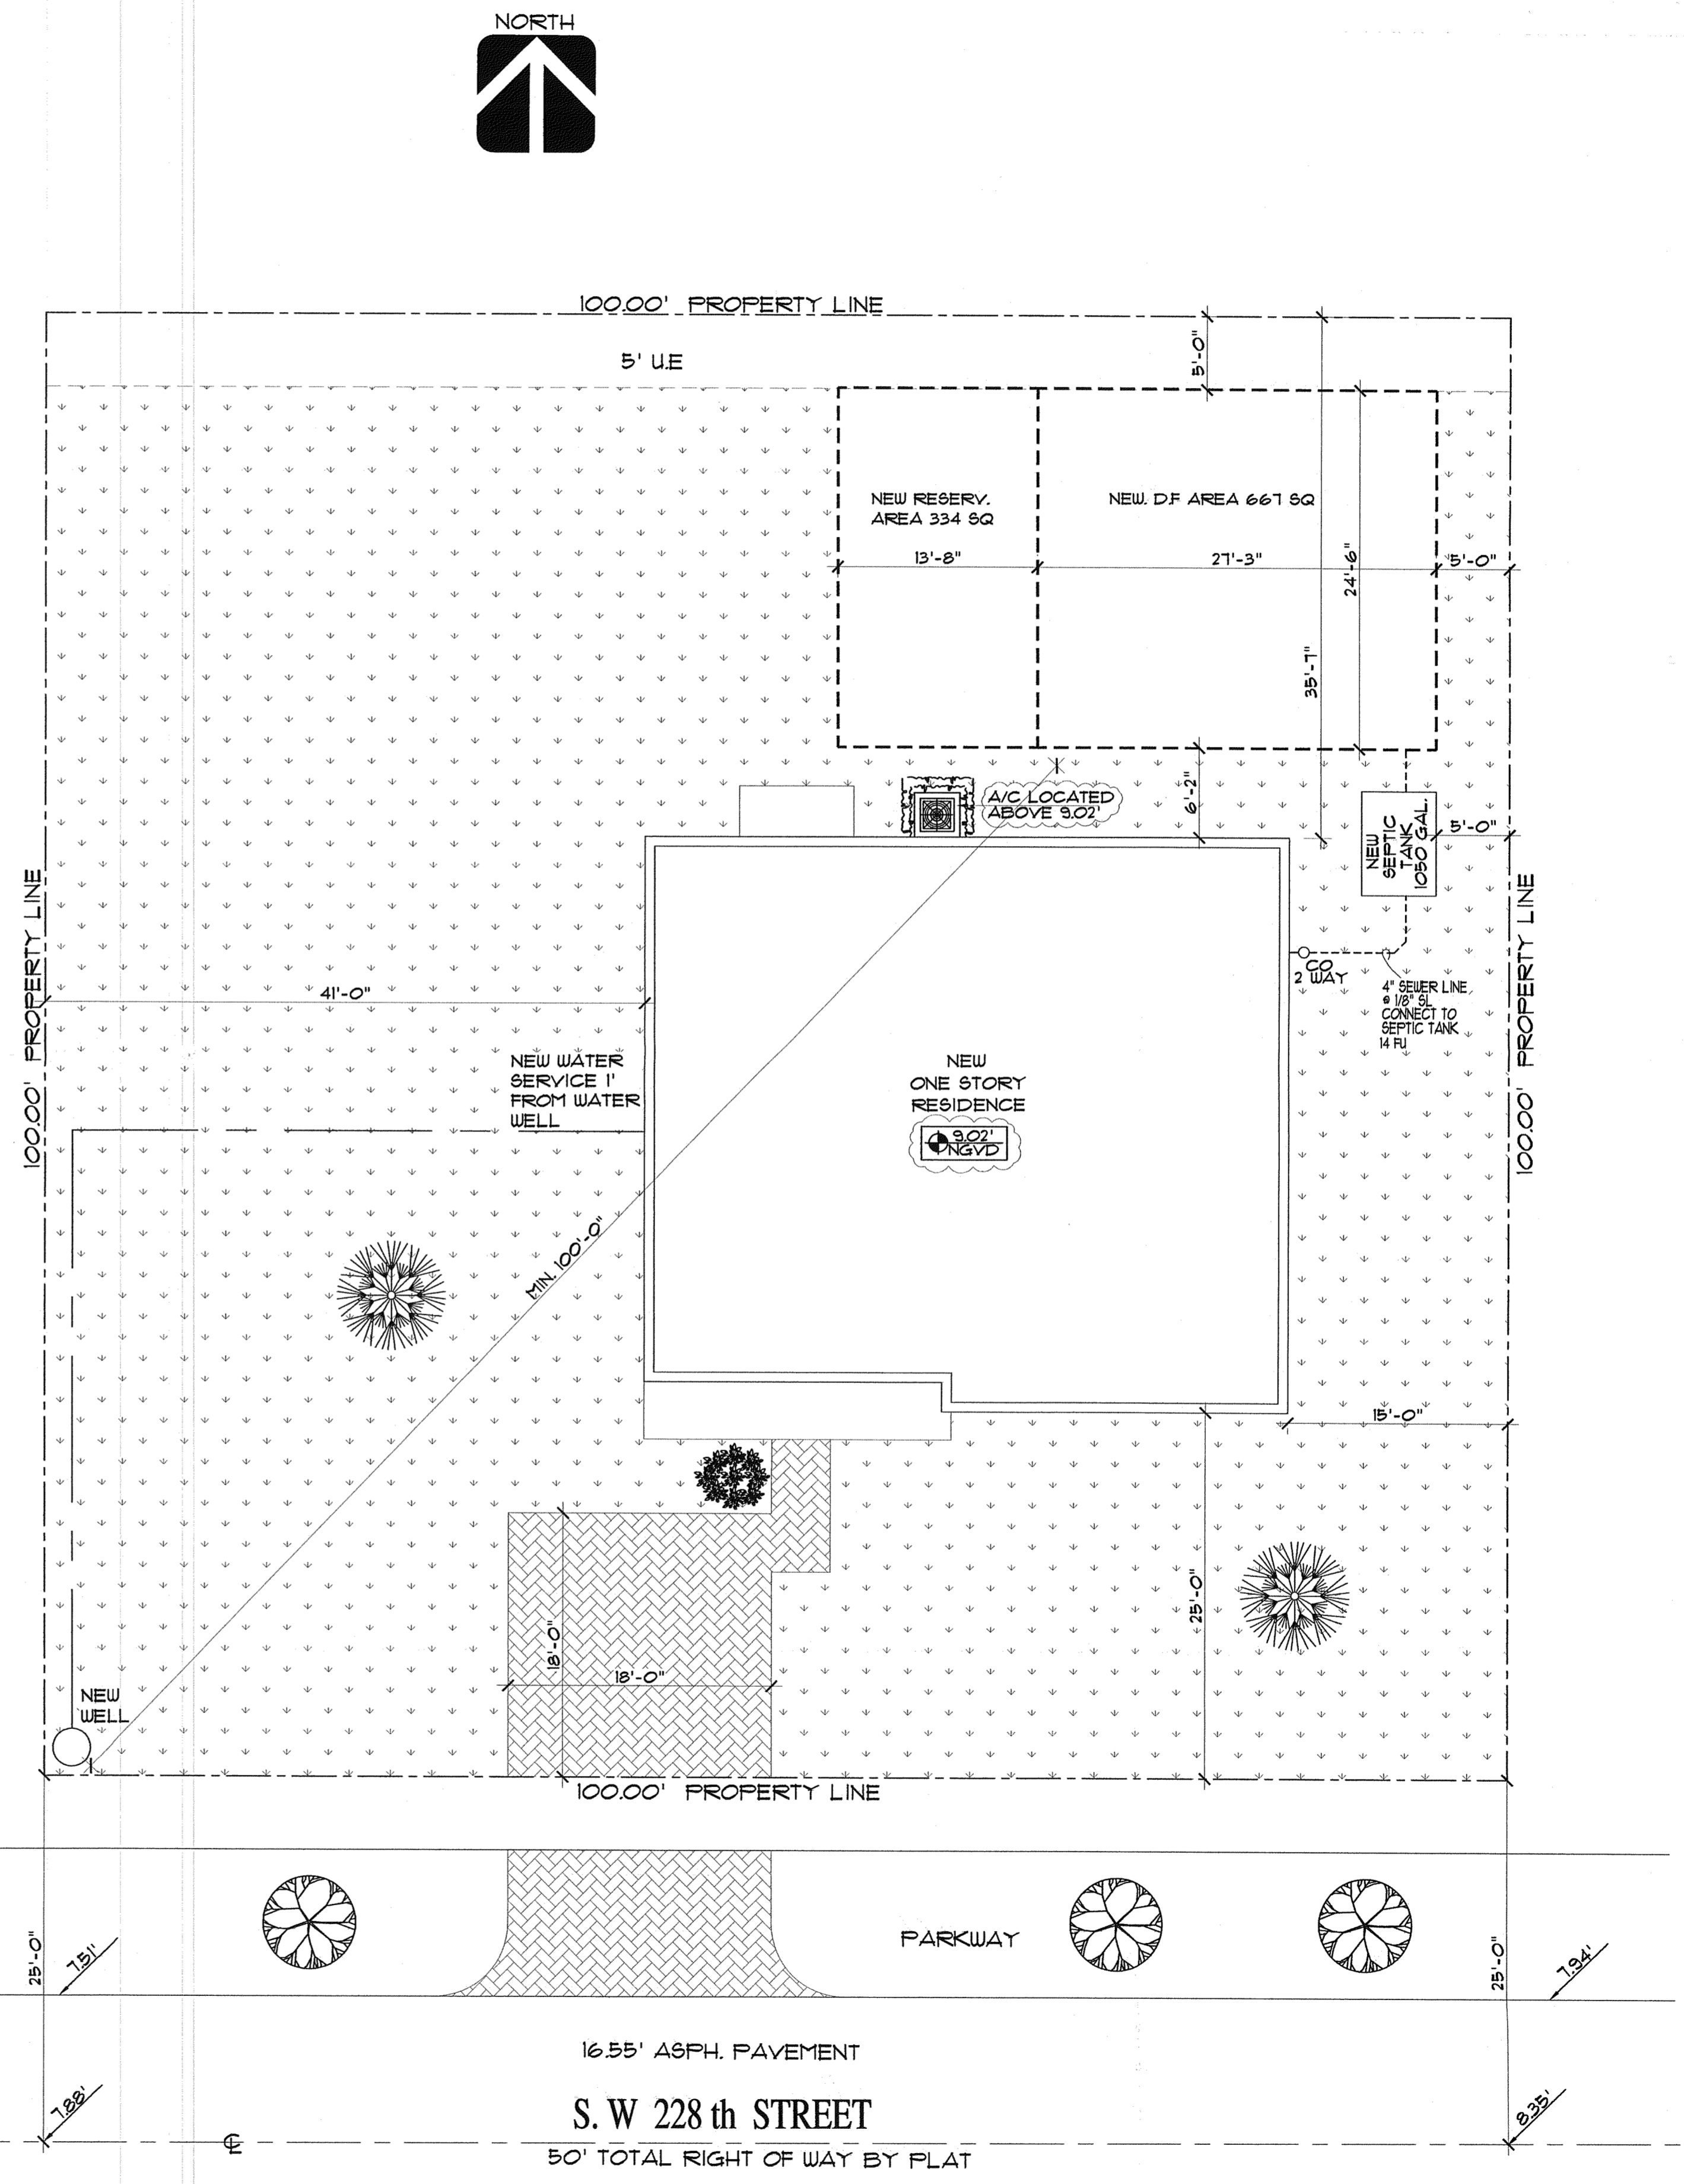 NORTH
100.00' PROPERTY LINE
5' U.E
5'-0"
NEW RESERV.
AREA 334 SQ
NEW. D.F AREA 667 SQ
13'-8"
27'-3"
24'-6"
5'-0"
35'-7"
6'-2"
A/C LOCATED
ABOVE 9.02'
NEW
SEPTIC
TANK
1050 GAL.
5'-0"
100.00' PROPERTY LINE
100.00' PROPERTY LINE
CO
2 WAY
4" SEWER LINE
@ 1/8" SL
CONNECT TO
SEPTIC TANK
14 FU
41'-0"
NEW WATER
SERVICE 1'
FROM WATER
WELL
NEW
ONE STORY
RESIDENCE
9.02'
NGVD
MIN. 100'-0"
15'-0"
25'-0"
18'-0"
18'-0"
NEW
WELL
100.00' PROPERTY LINE
25'-0"
7.51'
PARKWAY
25'-0"
7.94'
16.55' ASPH. PAVEMENT
7.88'
S. W 228 th STREET
8.35'
50' TOTAL RIGHT OF WAY BY PLAT